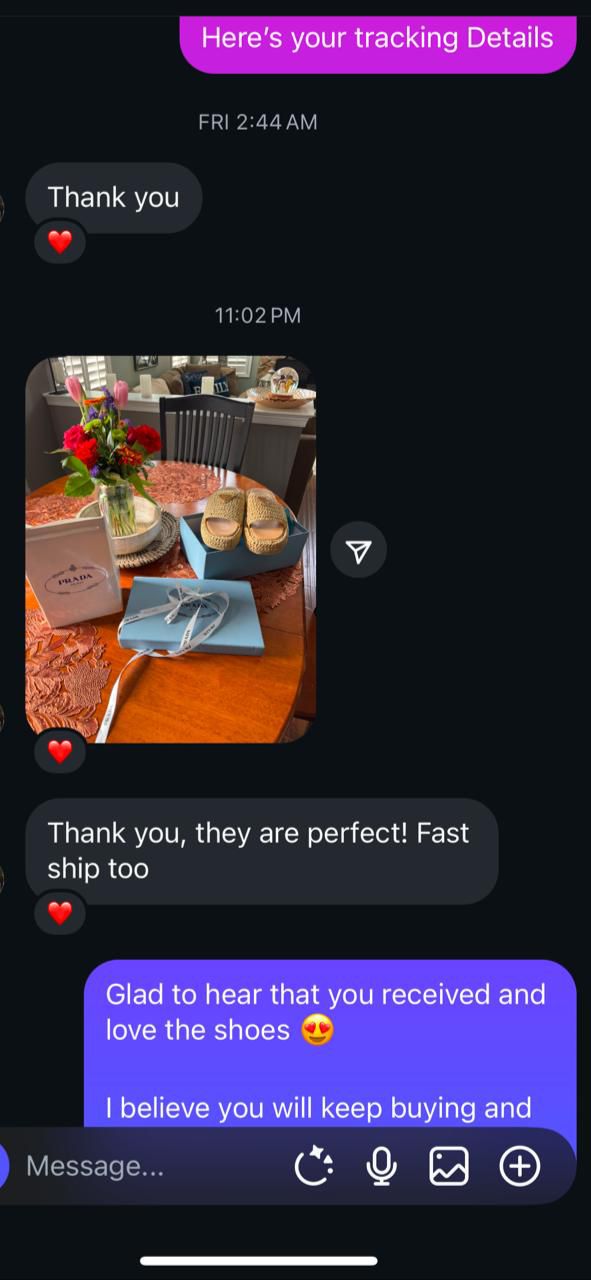 Here's your tracking Details
FRI 2:44 AM
Thank you
11:02 PM
PRADA
Thank you, they are perfect! Fast
ship too
Glad to hear that you received and
love the shoes 😍
I believe you will keep buying and
Message...